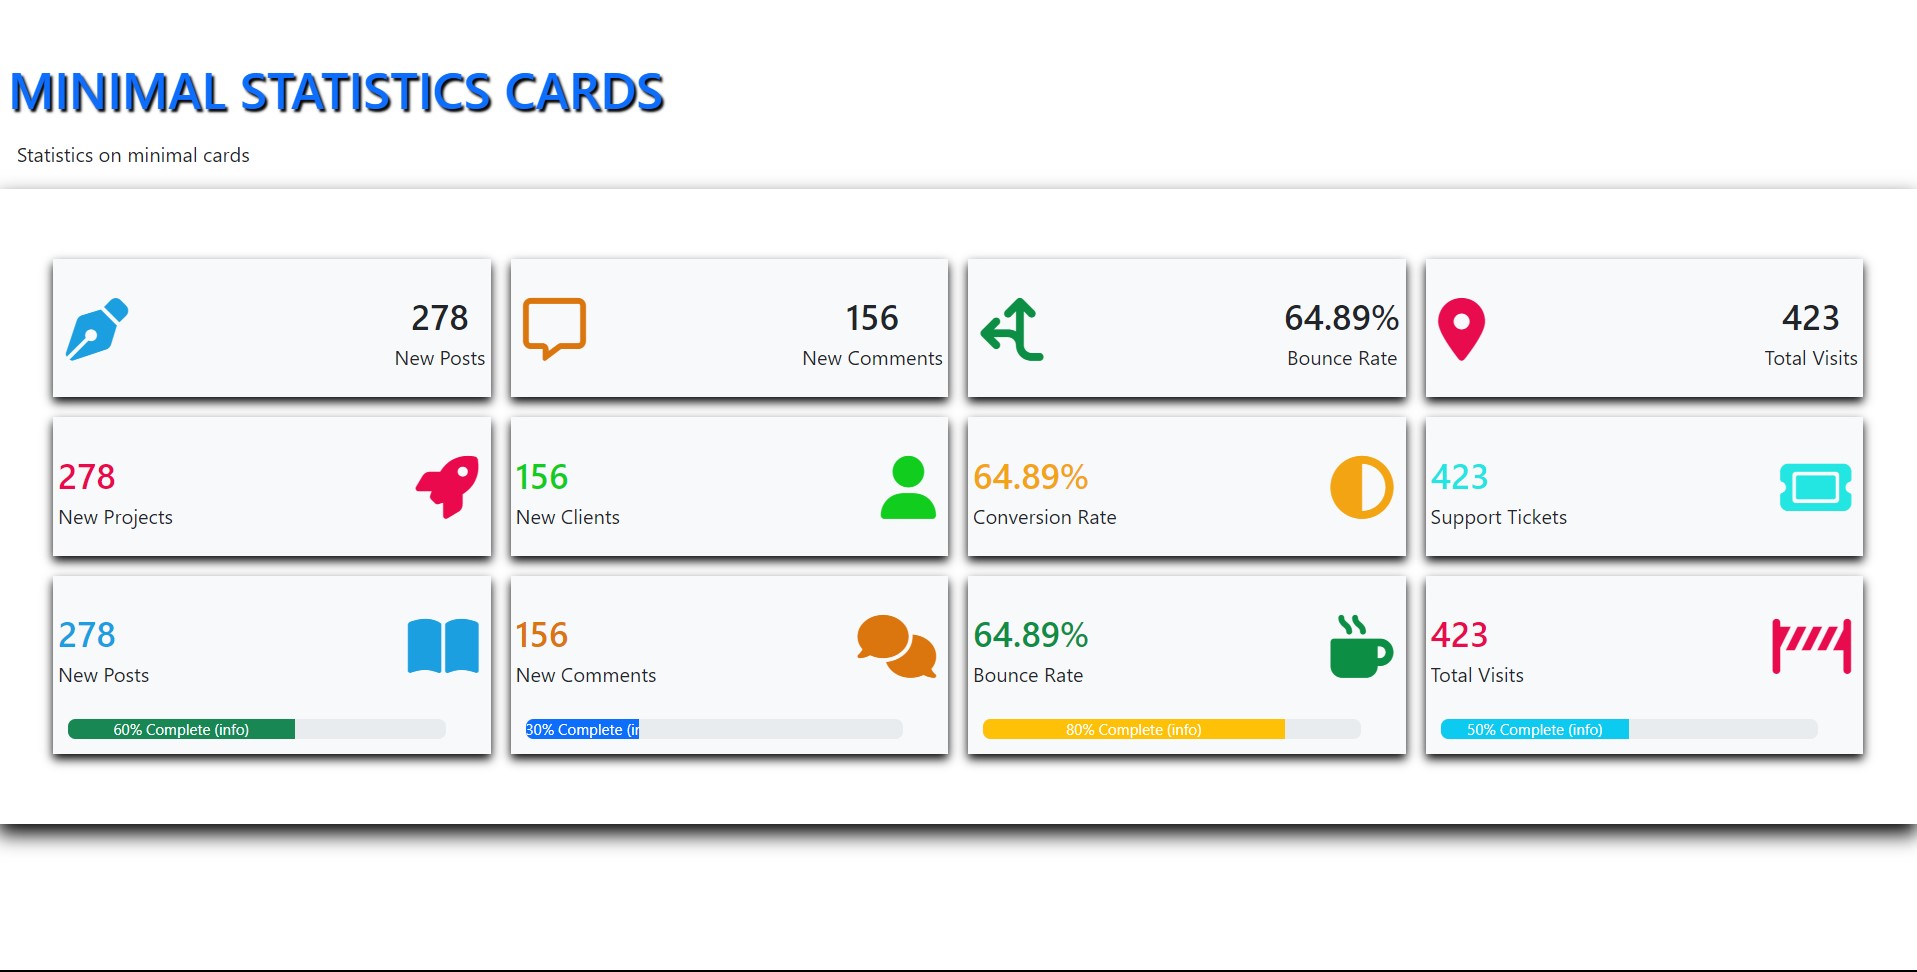 MINIMAL STATISTICS CARDS
Statistics on minimal cards
278
New Posts
156
New Comments
64.89%
Bounce Rate
423
Total Visits
278
New Projects
156
New Clients
64.89%
Conversion Rate
423
Support Tickets
278
New Posts
60% Complete (info)
156
New Comments
30% Complete (in
64.89%
Bounce Rate
80% Complete (info)
423
Total Visits
50% Complete (info)